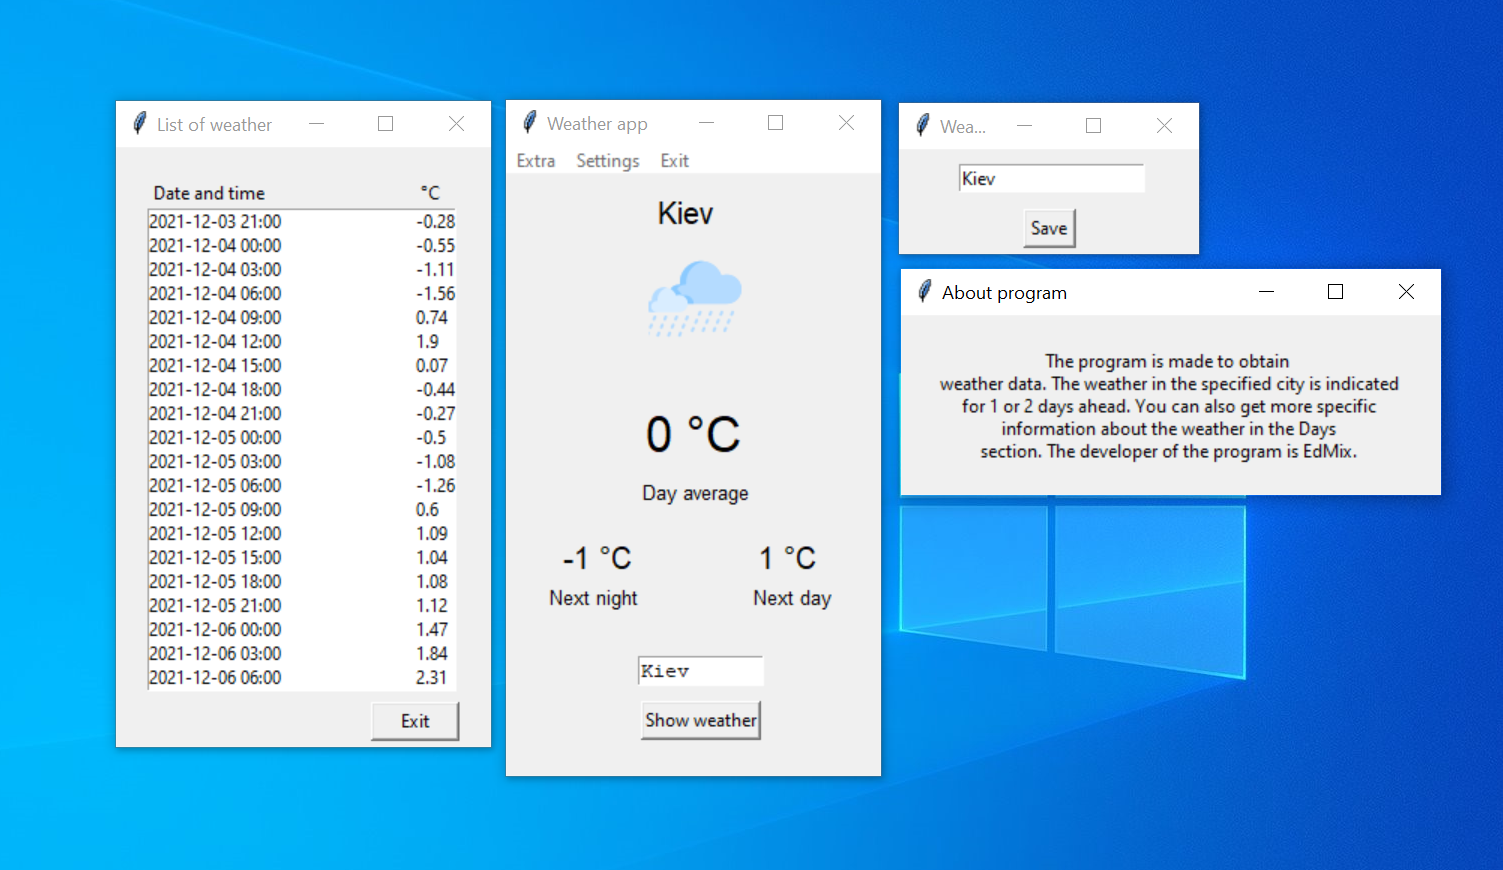 List of weather
Date and time °C
2021-12-03 21:00 -0.28
2021-12-04 00:00 -0.55
2021-12-04 03:00 -1.11
2021-12-04 06:00 -1.56
2021-12-04 09:00 0.74
2021-12-04 12:00 1.9
2021-12-04 15:00 0.07
2021-12-04 18:00 -0.44
2021-12-04 21:00 -0.27
2021-12-05 00:00 -0.5
2021-12-05 03:00 -1.08
2021-12-05 06:00 -1.26
2021-12-05 09:00 0.6
2021-12-05 12:00 1.09
2021-12-05 15:00 1.04
2021-12-05 18:00 1.08
2021-12-05 21:00 1.12
2021-12-06 00:00 1.47
2021-12-06 03:00 1.84
2021-12-06 06:00 2.31
Exit
Weather app
Extra Settings Exit
Kiev
0 °C
Day average
-1 °C 1 °C
Next night Next day
Kiev
Show weather
Wea...
Kiev
Save
About program
The program is made to obtain
weather data. The weather in the specified city is indicated
for 1 or 2 days ahead. You can also get more specific
information about the weather in the Days
section. The developer of the program is EdMix.